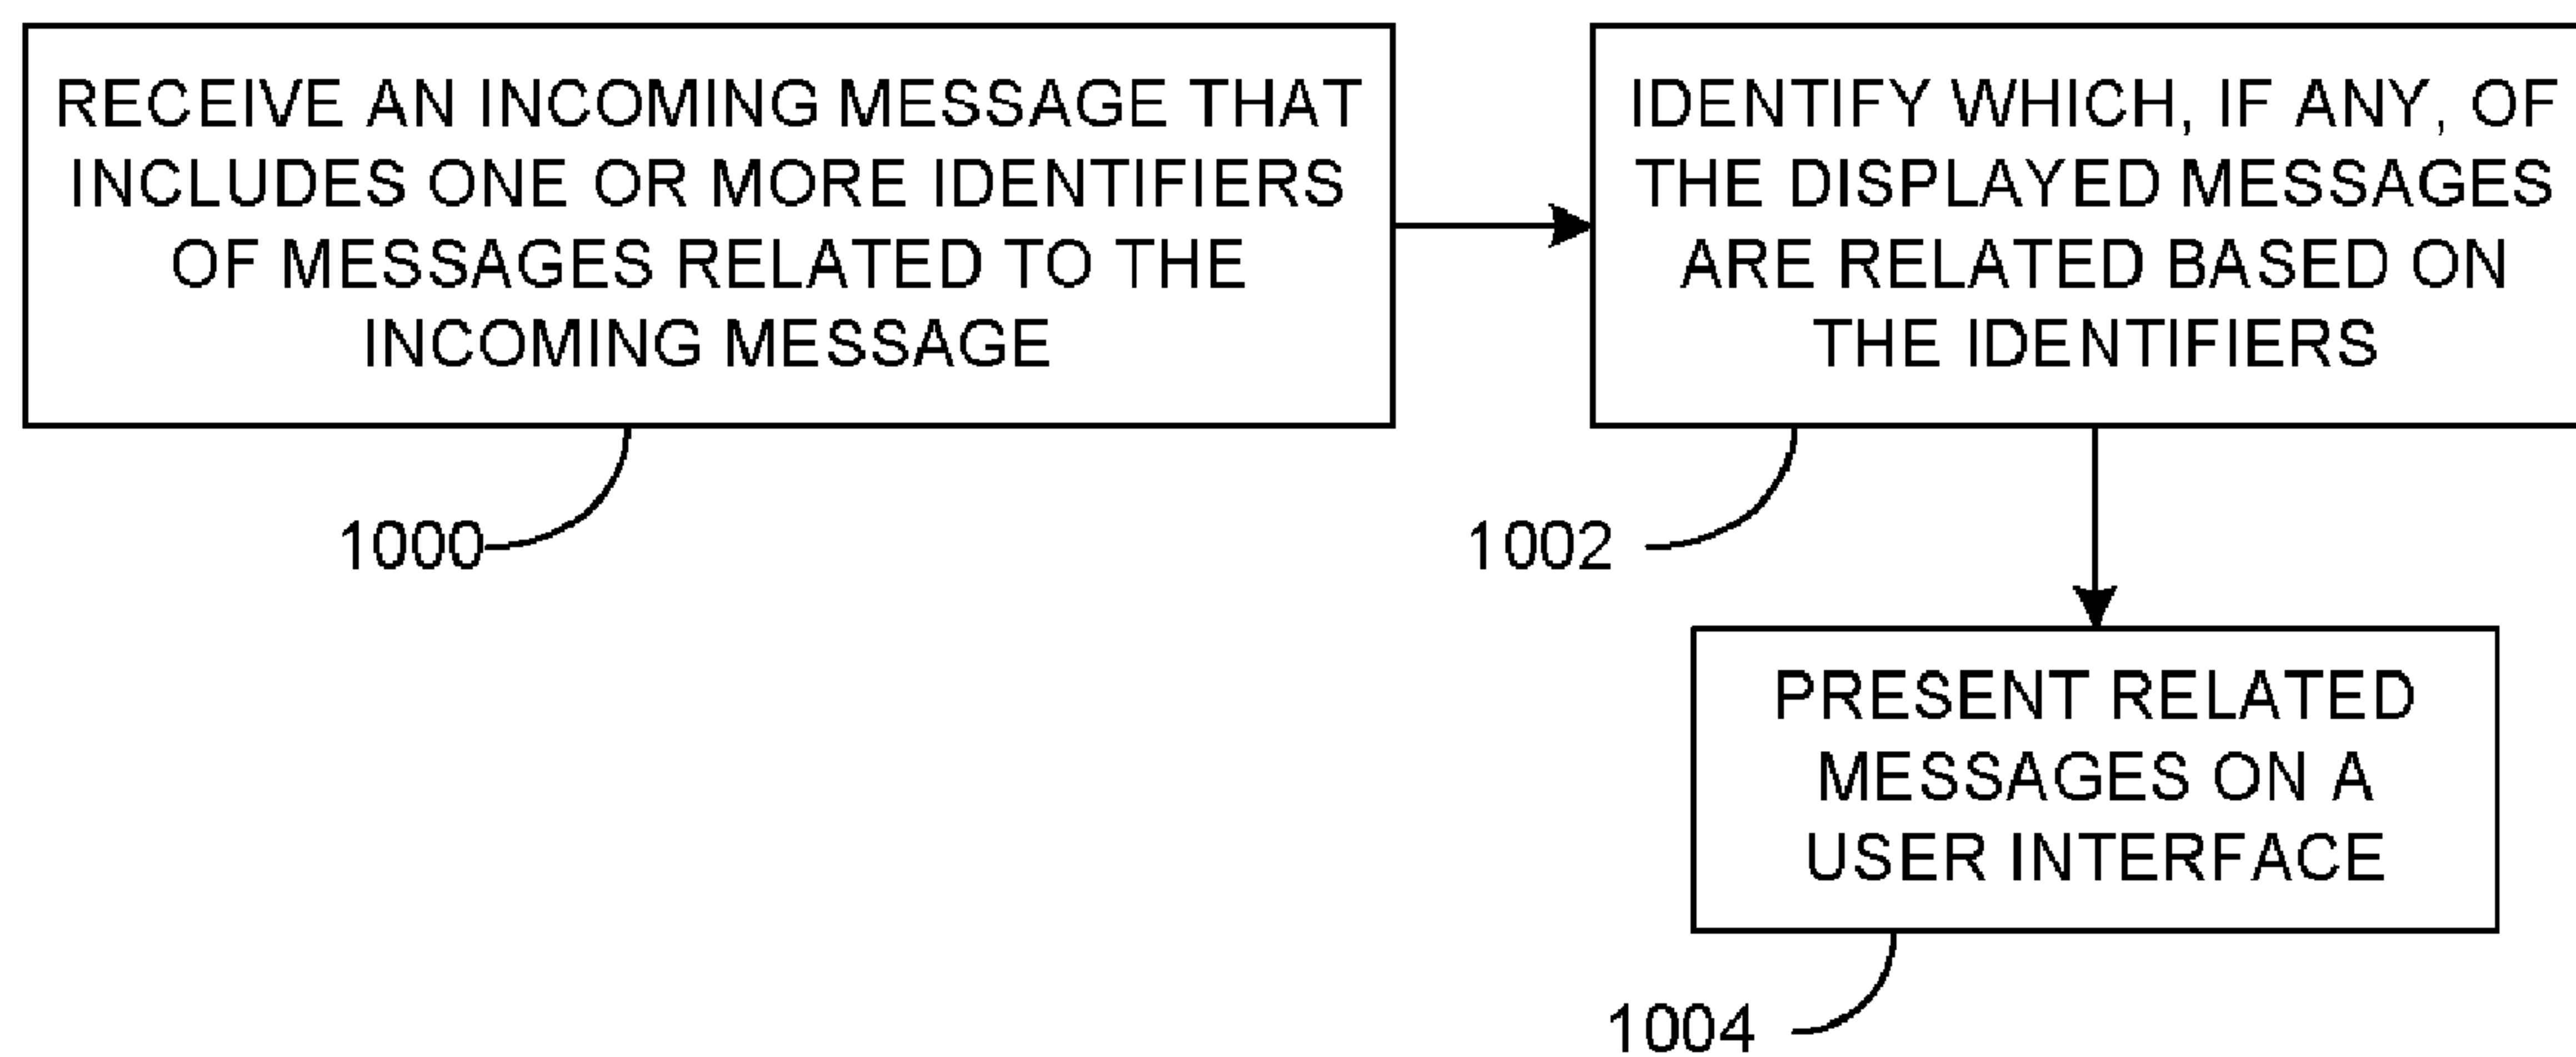 RECEIVE AN INCOMING MESSAGE THAT
INCLUDES ONE OR MORE IDENTIFIERS
OF MESSAGES RELATED TO THE
INCOMING MESSAGE
1000
IDENTIFY WHICH, IF ANY, OF
THE DISPLAYED MESSAGES
ARE RELATED BASED ON
THE IDENTIFIERS
1002
PRESENT RELATED
MESSAGES ON A
USER INTERFACE
1004